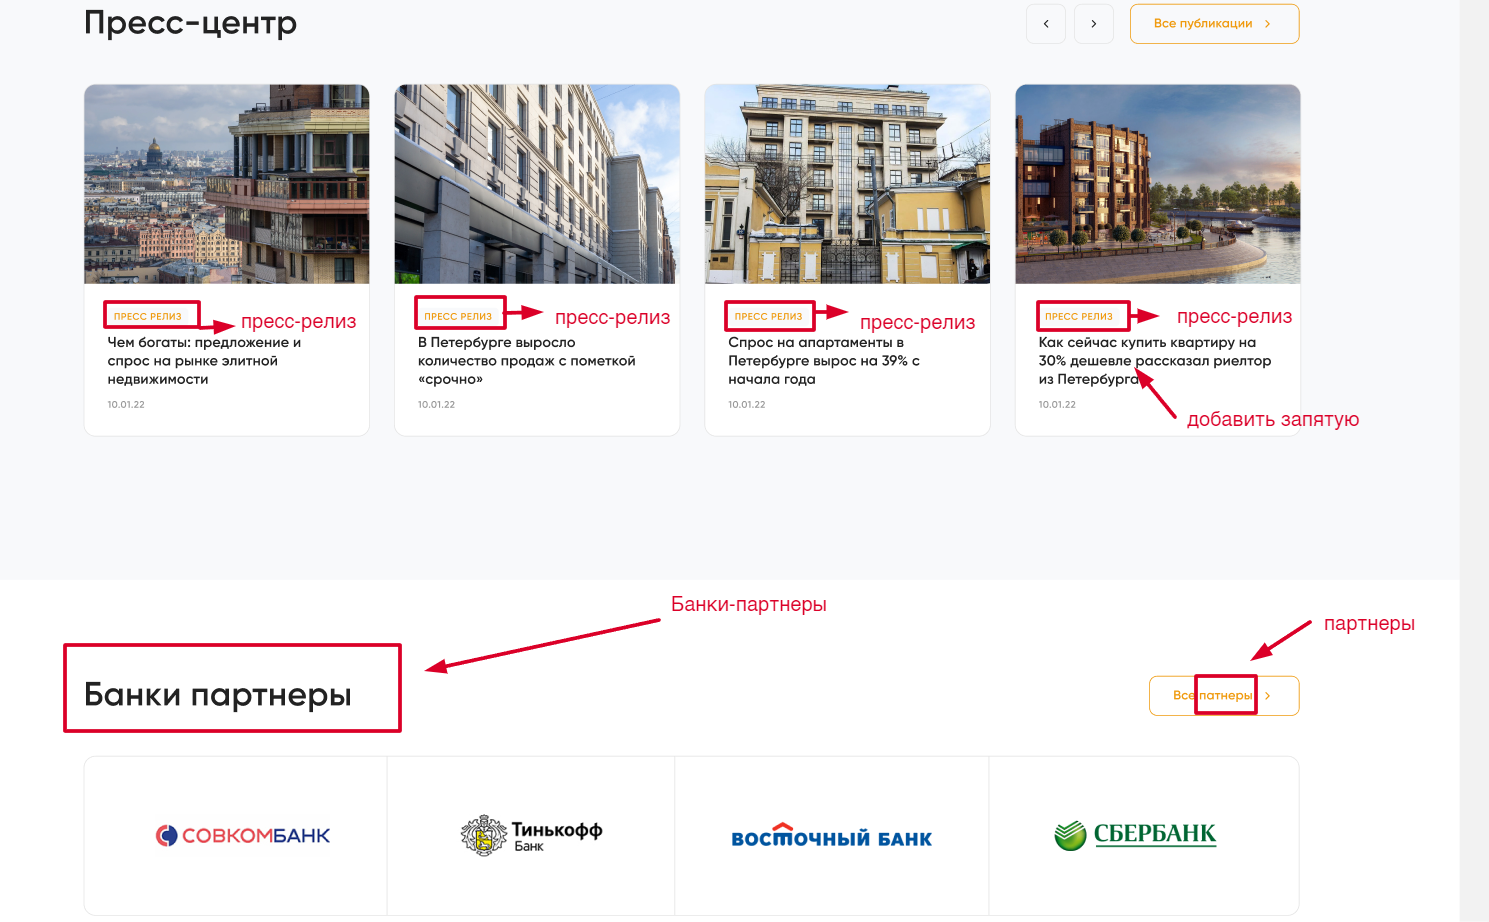 Пресс-центр
Все публикации
ПРЕСС РЕЛИЗ
пресс-релиз
Чем богаты: предложение и
спрос на рынке элитной
недвижимости
10.01.22
ПРЕСС РЕЛИЗ
пресс-релиз
В Петербурге выросло
количество продаж с пометкой
«срочно»
10.01.22
ПРЕСС РЕЛИЗ
пресс-релиз
Спрос на апартаменты в
Петербурге вырос на 39% с
начала года
10.01.22
ПРЕСС РЕЛИЗ
пресс-релиз
Как сейчас купить квартиру на
30% дешевле рассказал риелтор
из Петербурга
10.01.22
добавить запятую
Банки-партнеры
партнеры
Банки партнеры
Все патнеры
СОВКОМБАНК
Тинькофф
Банк
ВОСТОЧНЫЙ БАНК
СБЕРБАНК